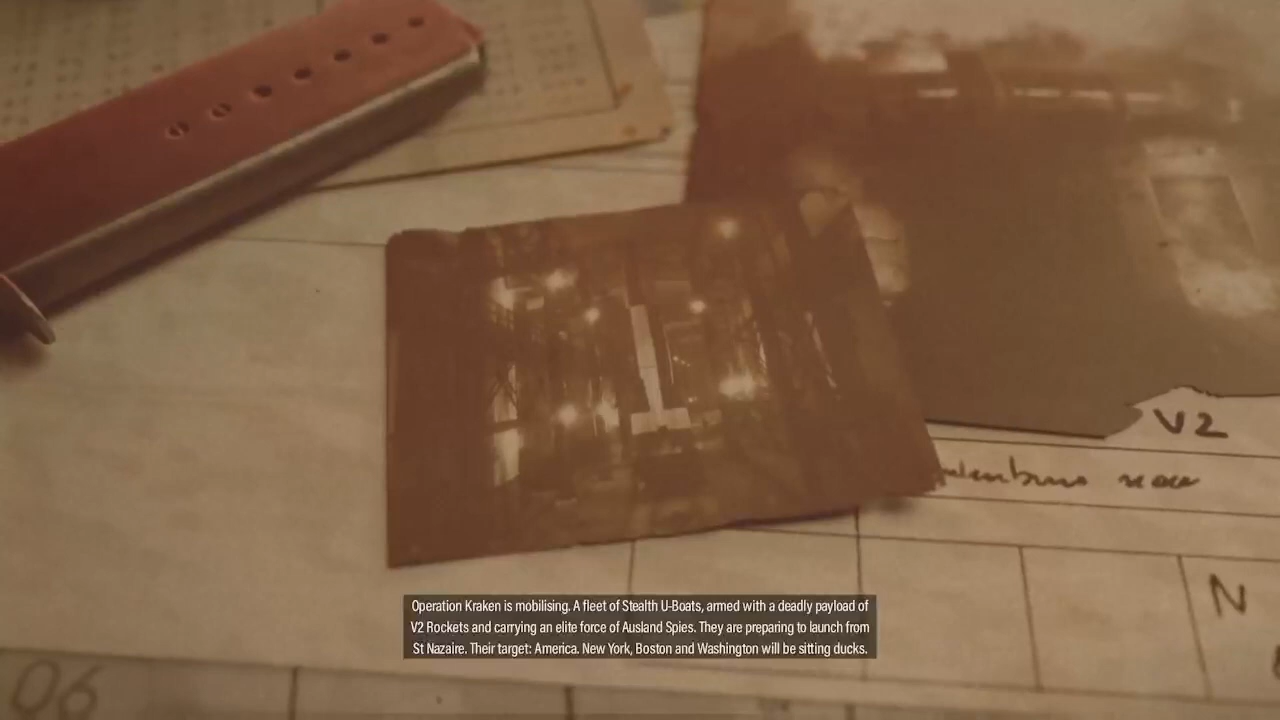 V2
now
N
Operation Kraken is mobilising. A fleet of Stealth U-Boats, armed with a deadly payload of
V2 Rockets and carrying an elite force of Ausland Spies. They are preparing to launch from
St Nazaire. Their target: America. New York, Boston and Washington will be sitting ducks.
06